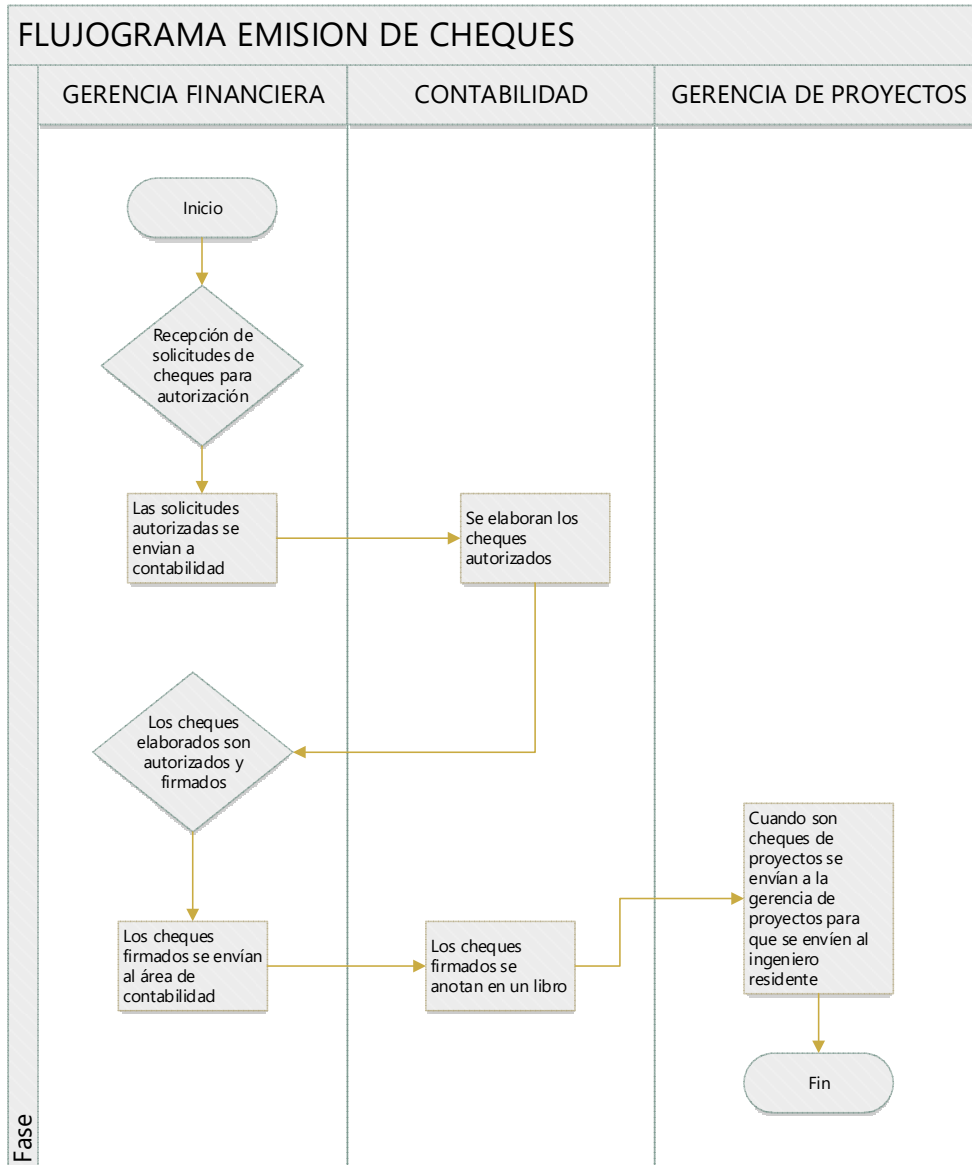 FLUJOGRAMA EMISION DE CHEQUES
GERENCIA FINANCIERA
CONTABILIDAD
GERENCIA DE PROYECTOS
Inicio
Recepción de
solicitudes de
cheques para
autorización
Las solicitudes
autorizadas se
envian a
contabilidad
Se elaboran los
cheques
autorizados
Los cheques
elaborados son
autorizados y
firmados
Los cheques
firmados se envían
al área de
contabilidad
Los cheques
firmados se
anotan en un libro
Cuando son
cheques de
proyectos se
envían a la
gerencia de
proyectos para
que se envíen al
ingeniero
residente
Fin
Fase